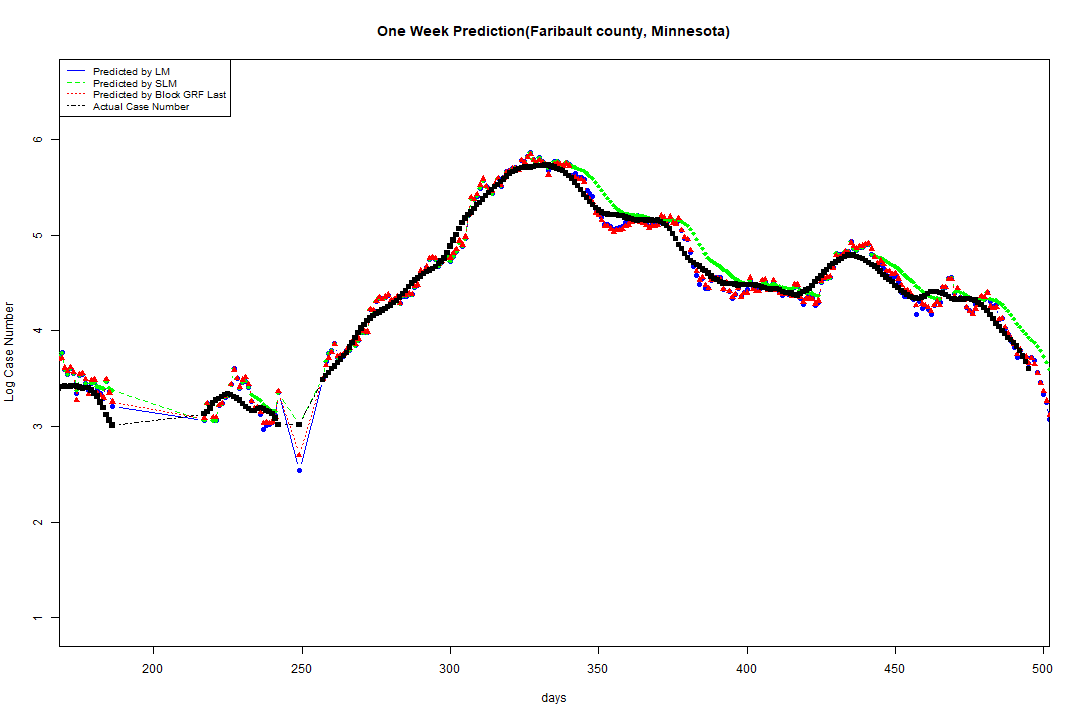 One Week Prediction(Faribault county, Minnesota)
Predicted by LM
Predicted by SLM
Predicted by Block GRF Last
Actual Case Number
Log Case Number
6
5
4
3
2
1
200 250 300 350 400 450 500
days